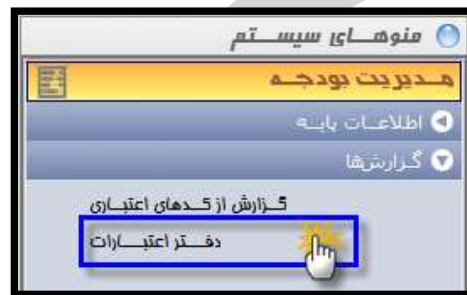 منوهای سیستم
مدیریت بودجه
اطلاعات پایه
گزارش‌ها
گزارش از کدهای اعتباری
دفتر اعتبارات